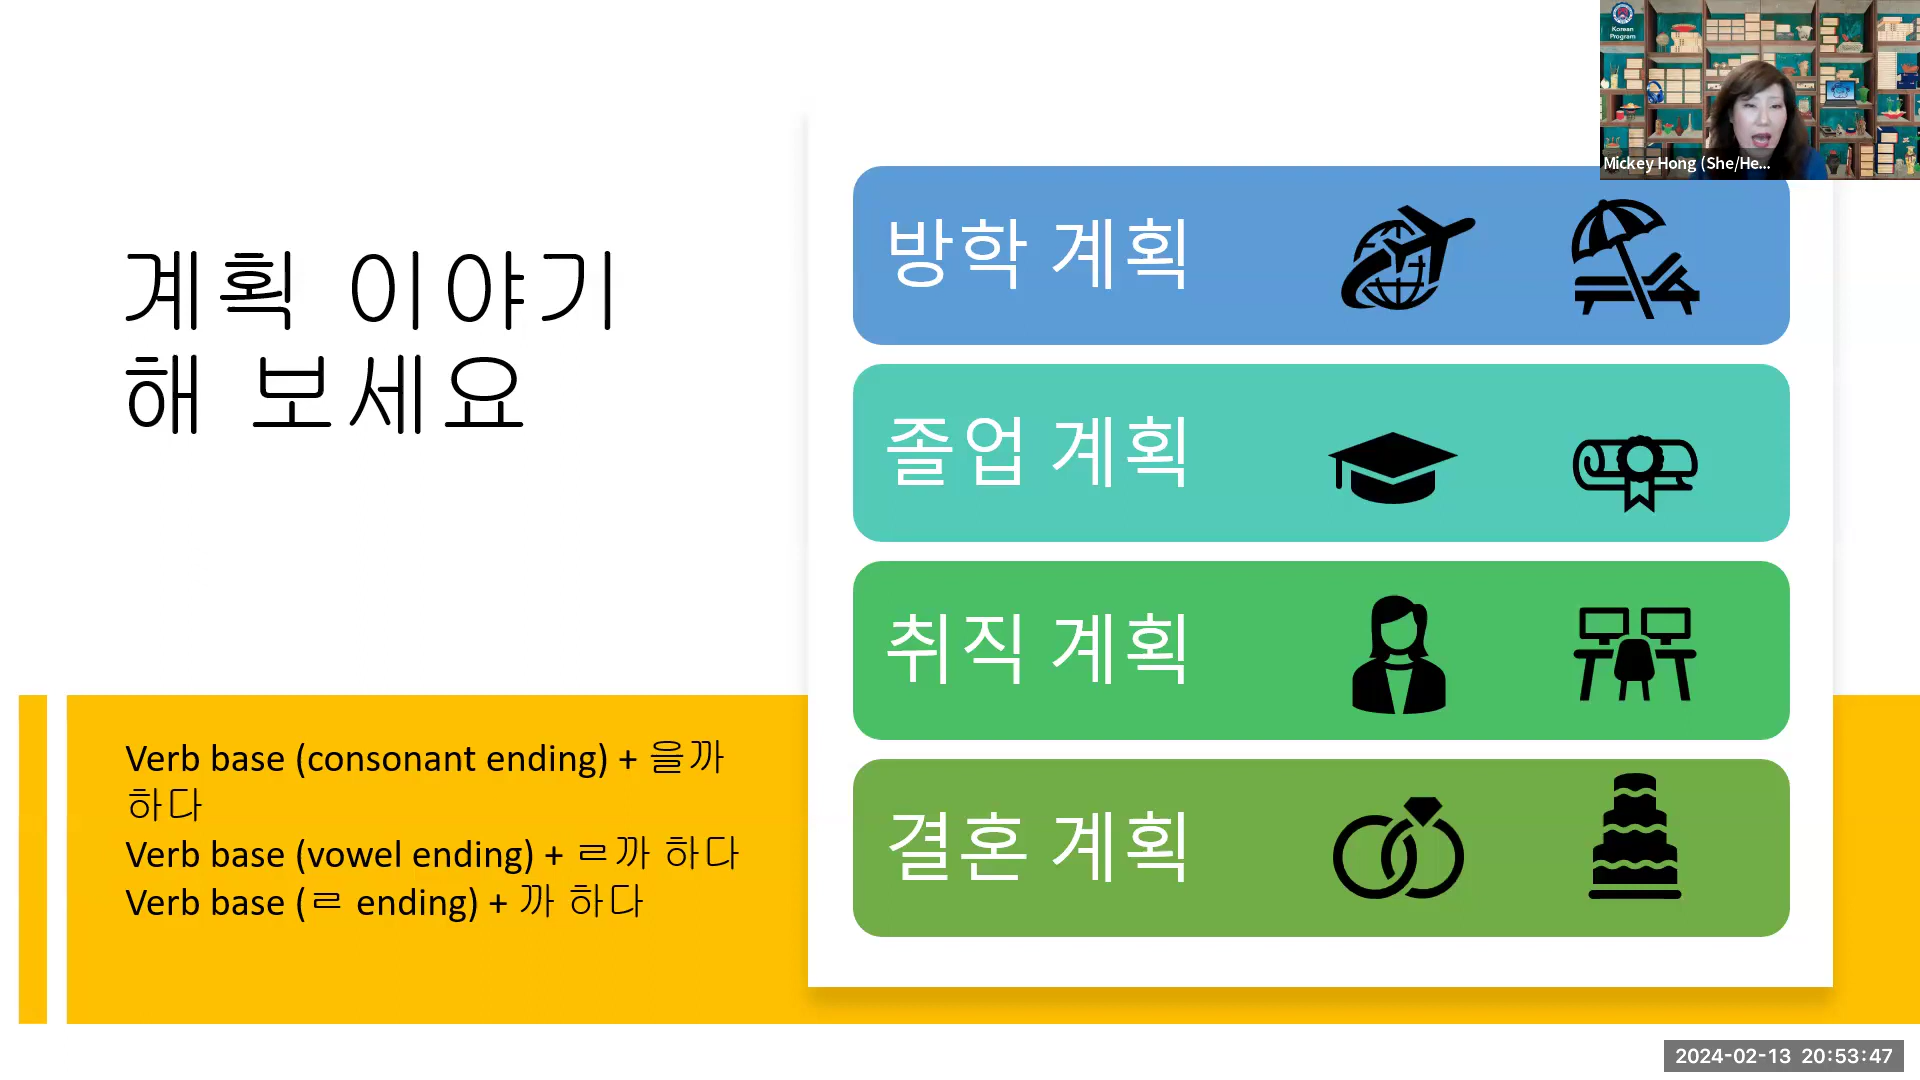 계획 이야기
해 보세요
Verb base (consonant ending) + 을까
하다
Verb base (vowel ending) + ㄹ까 하다
Verb base (ㄹ ending) + 까 하다
방학 계획
졸업 계획
취직 계획
결혼 계획
Korean
Program
Mickey Hong (She/He...
2024-02-13 20:53:47